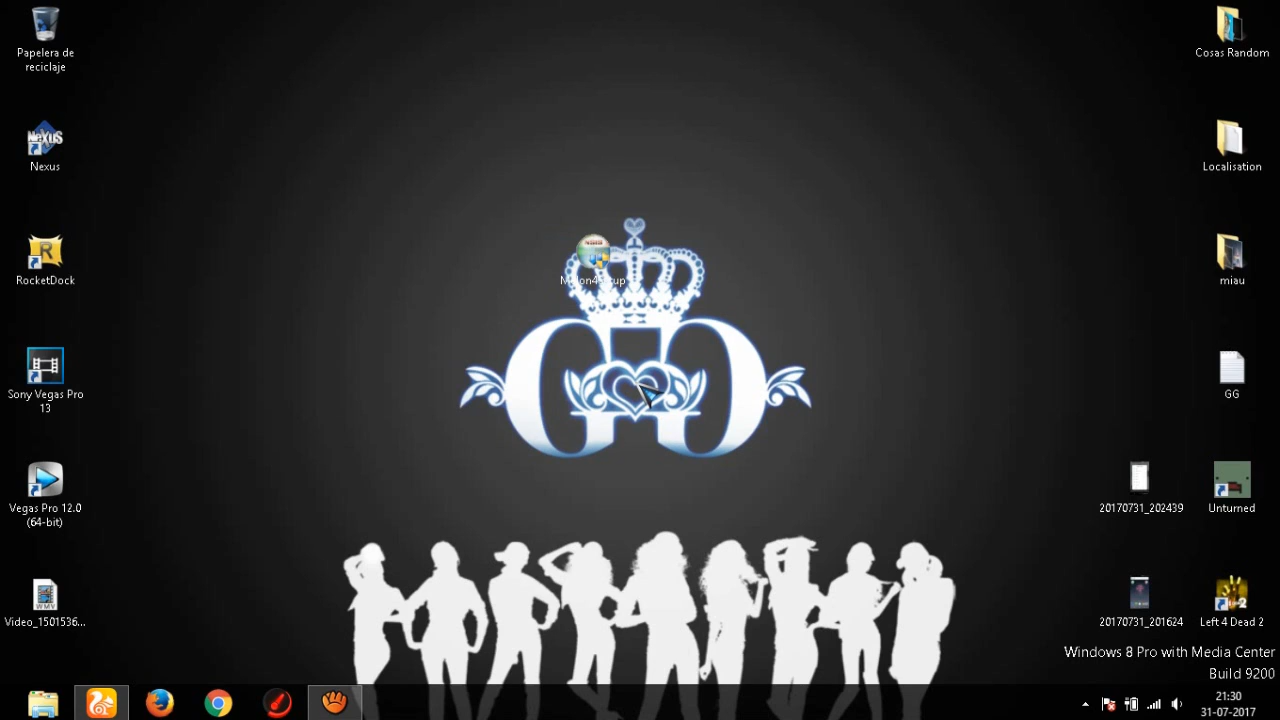 Papelera de
reciclaje
Nexus
RocketDock
Sony Vegas Pro
13
Vegas Pro 12.0
(64-bit)
Video_1501536...
Cosas Random
Localisation
miau
GG
20170731_202439
Unturned
20170731_201624
Left 4 Dead 2
Windows 8 Pro with Media Center
Build 9200
21:30
31-07-2017